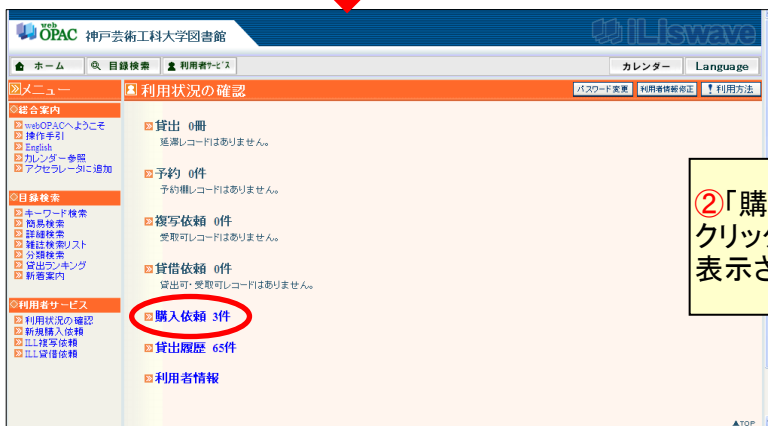 web OPAC 神戸芸術工科大学図書館
iLiswave
ホーム 目録検索 利用者ｻｰﾋﾞｽ カレンダー Language
メニュー
利用状況の確認 パスワード変更 利用者情報修正 !利用方法
◇総合案内
webOPACへようこそ
操作手引
English
カレンダー参照
アクセラレータに追加
◇目録検索
キーワード検索
簡易検索
詳細検索
雑誌検索リスト
分類検索
貸出ランキング
新着案内
◇利用者サービス
利用状況の確認
新規購入依頼
ILL複写依頼
ILL貸借依頼
貸出 0冊
延滞レコードはありません。
予約 0件
予約棚レコードはありません。
複写依頼 0件
受取可レコードはありません。
貸借依頼 0件
貸出可・受取可レコードはありません。
購入依頼 3件
貸出履歴 65件
利用者情報
▲TOP
②「購
クリッ
表示さ